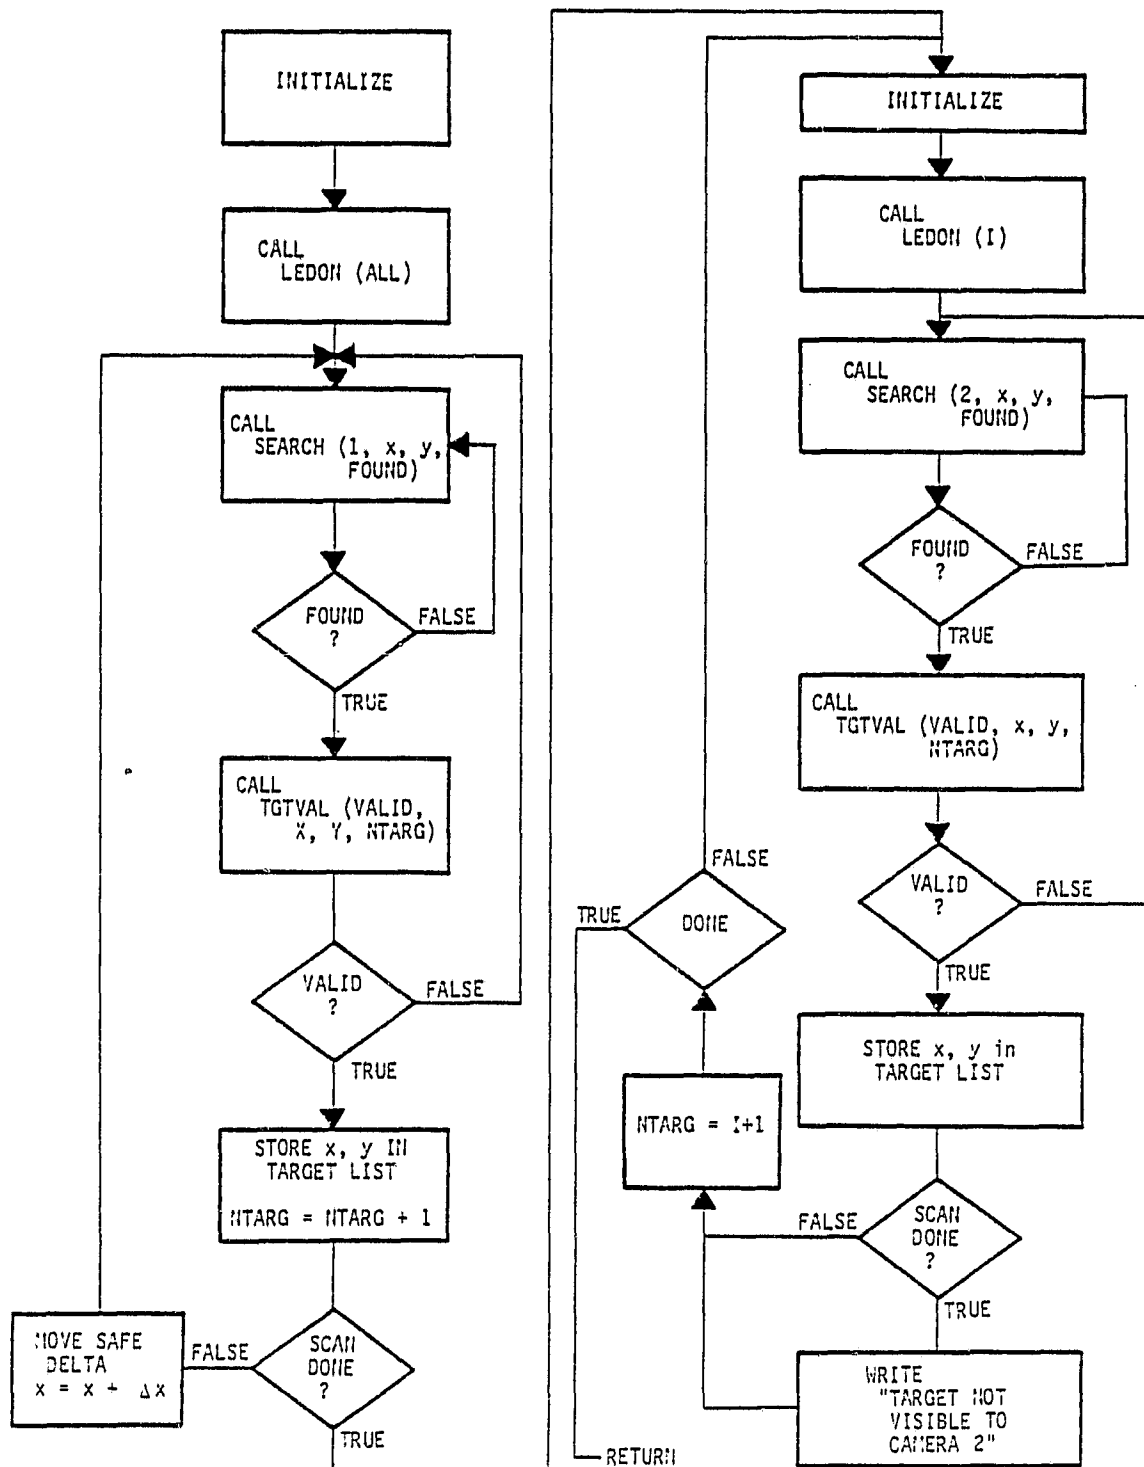 INITIALIZE
CALL
LEDON (ALL)
CALL
SEARCH (1, x, y,
FOUND)
FOUND
?
FALSE
TRUE
CALL
TGTVAL (VALID,
X, Y, NTARG)
VALID
?
FALSE
TRUE
STORE x, y IN
TARGET LIST
NTARG = NTARG + 1
SCAN
DONE
?
FALSE
TRUE
MOVE SAFE
DELTA
x = x + Δx
INITIALIZE
CALL
LEDON (I)
CALL
SEARCH (2, x, y,
FOUND)
FOUND
?
FALSE
TRUE
CALL
TGTVAL (VALID, x, y,
NTARG)
VALID
?
FALSE
TRUE
STORE x, y in
TARGET LIST
SCAN
DONE
?
FALSE
TRUE
WRITE
"TARGET NOT
VISIBLE TO
CAMERA 2"
NTARG = I+1
DONE
FALSE
TRUE
RETURN